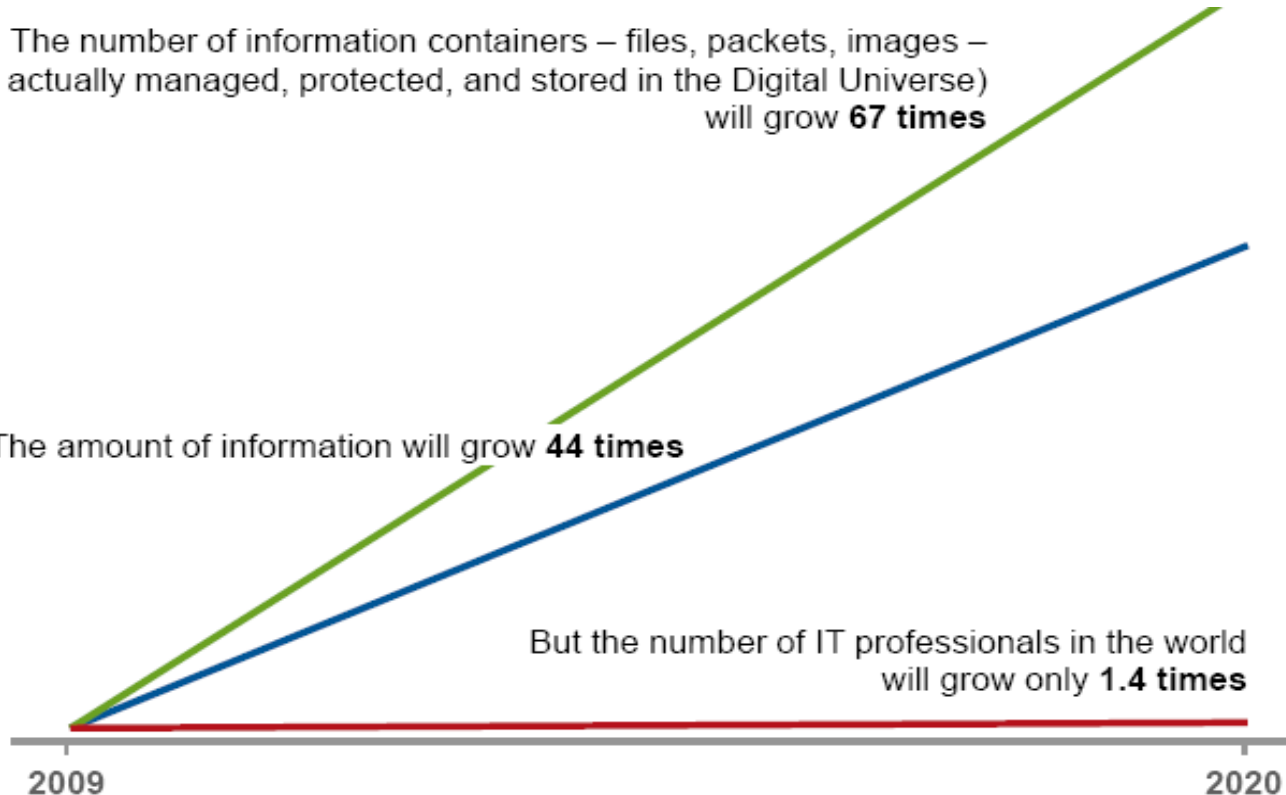 The number of information containers – files, packets, images –
actually managed, protected, and stored in the Digital Universe)
will grow 67 times
The amount of information will grow 44 times
But the number of IT professionals in the world
will grow only 1.4 times
2009
2020